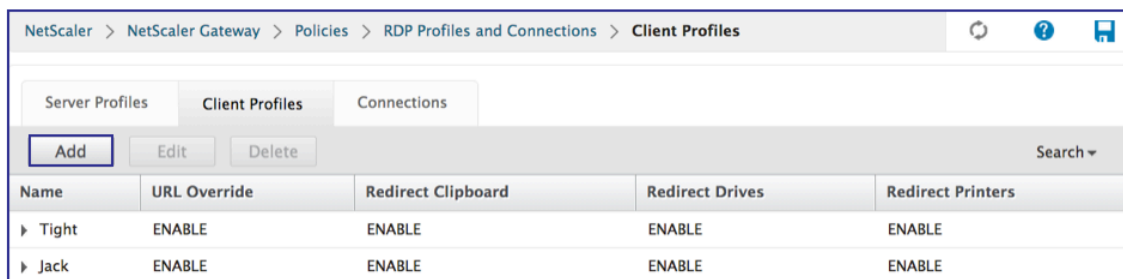 NetScaler > NetScaler Gateway > Policies > RDP Profiles and Connections > Client Profiles
Server Profiles Client Profiles Connections
Add Edit Delete Search
Name URL Override Redirect Clipboard Redirect Drives Redirect Printers
Tight ENABLE ENABLE ENABLE ENABLE
Jack ENABLE ENABLE ENABLE ENABLE